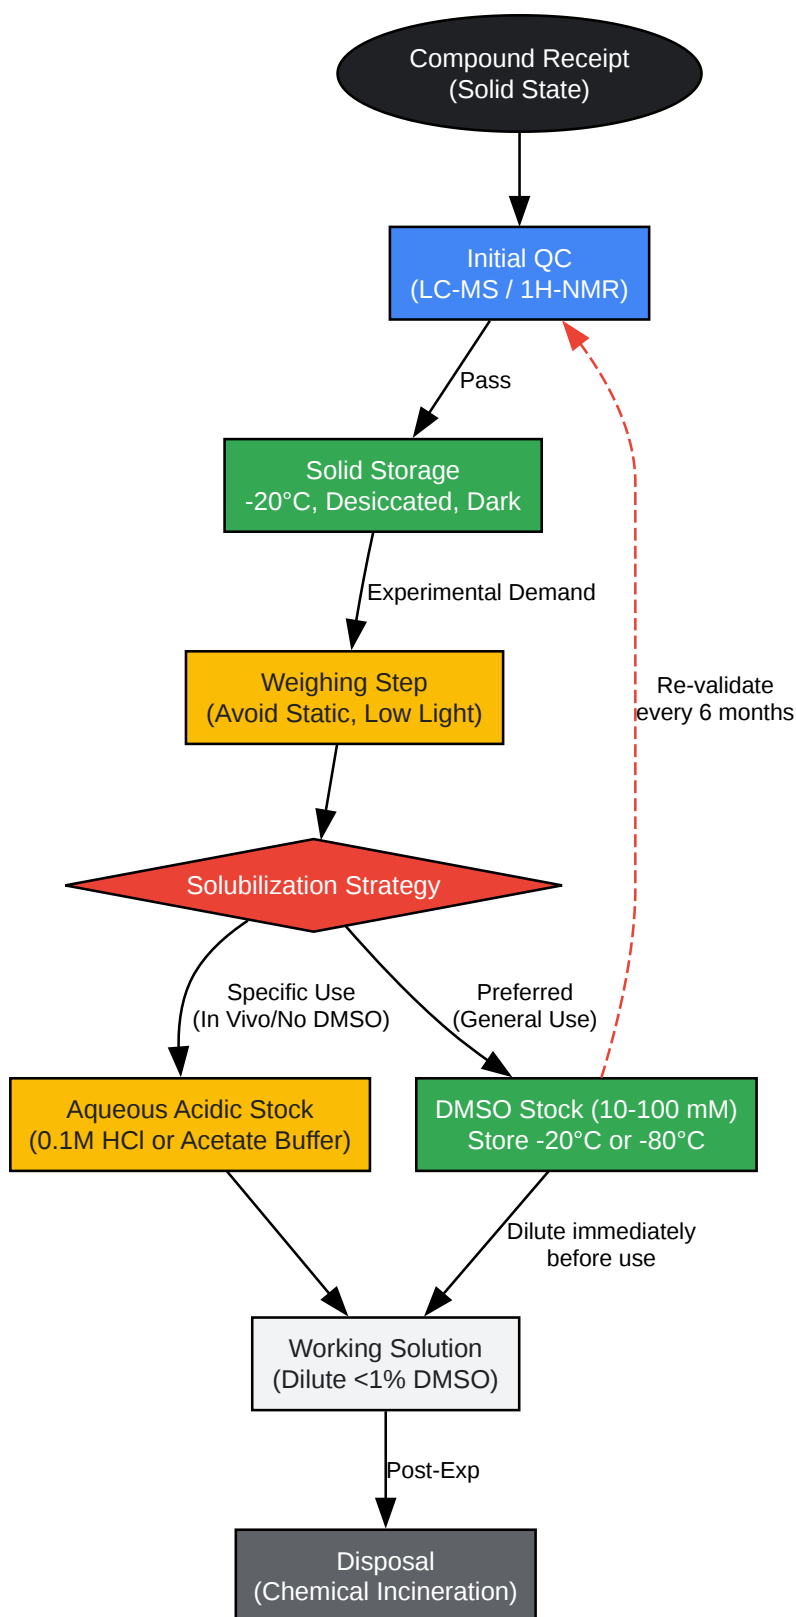 Compound Receipt
(Solid State)
Initial QC
(LC-MS / 1H-NMR)
Pass
Solid Storage
-20°C, Desiccated, Dark
Experimental Demand
Weighing Step
(Avoid Static, Low Light)
Re-validate
every 6 months
Solubilization Strategy
Specific Use
(In Vivo/No DMSO)
Preferred
(General Use)
Aqueous Acidic Stock
(0.1M HCl or Acetate Buffer)
DMSO Stock (10-100 mM)
Store -20°C or -80°C
Dilute immediately
before use
Working Solution
(Dilute <1% DMSO)
Post-Exp
Disposal
(Chemical Incineration)